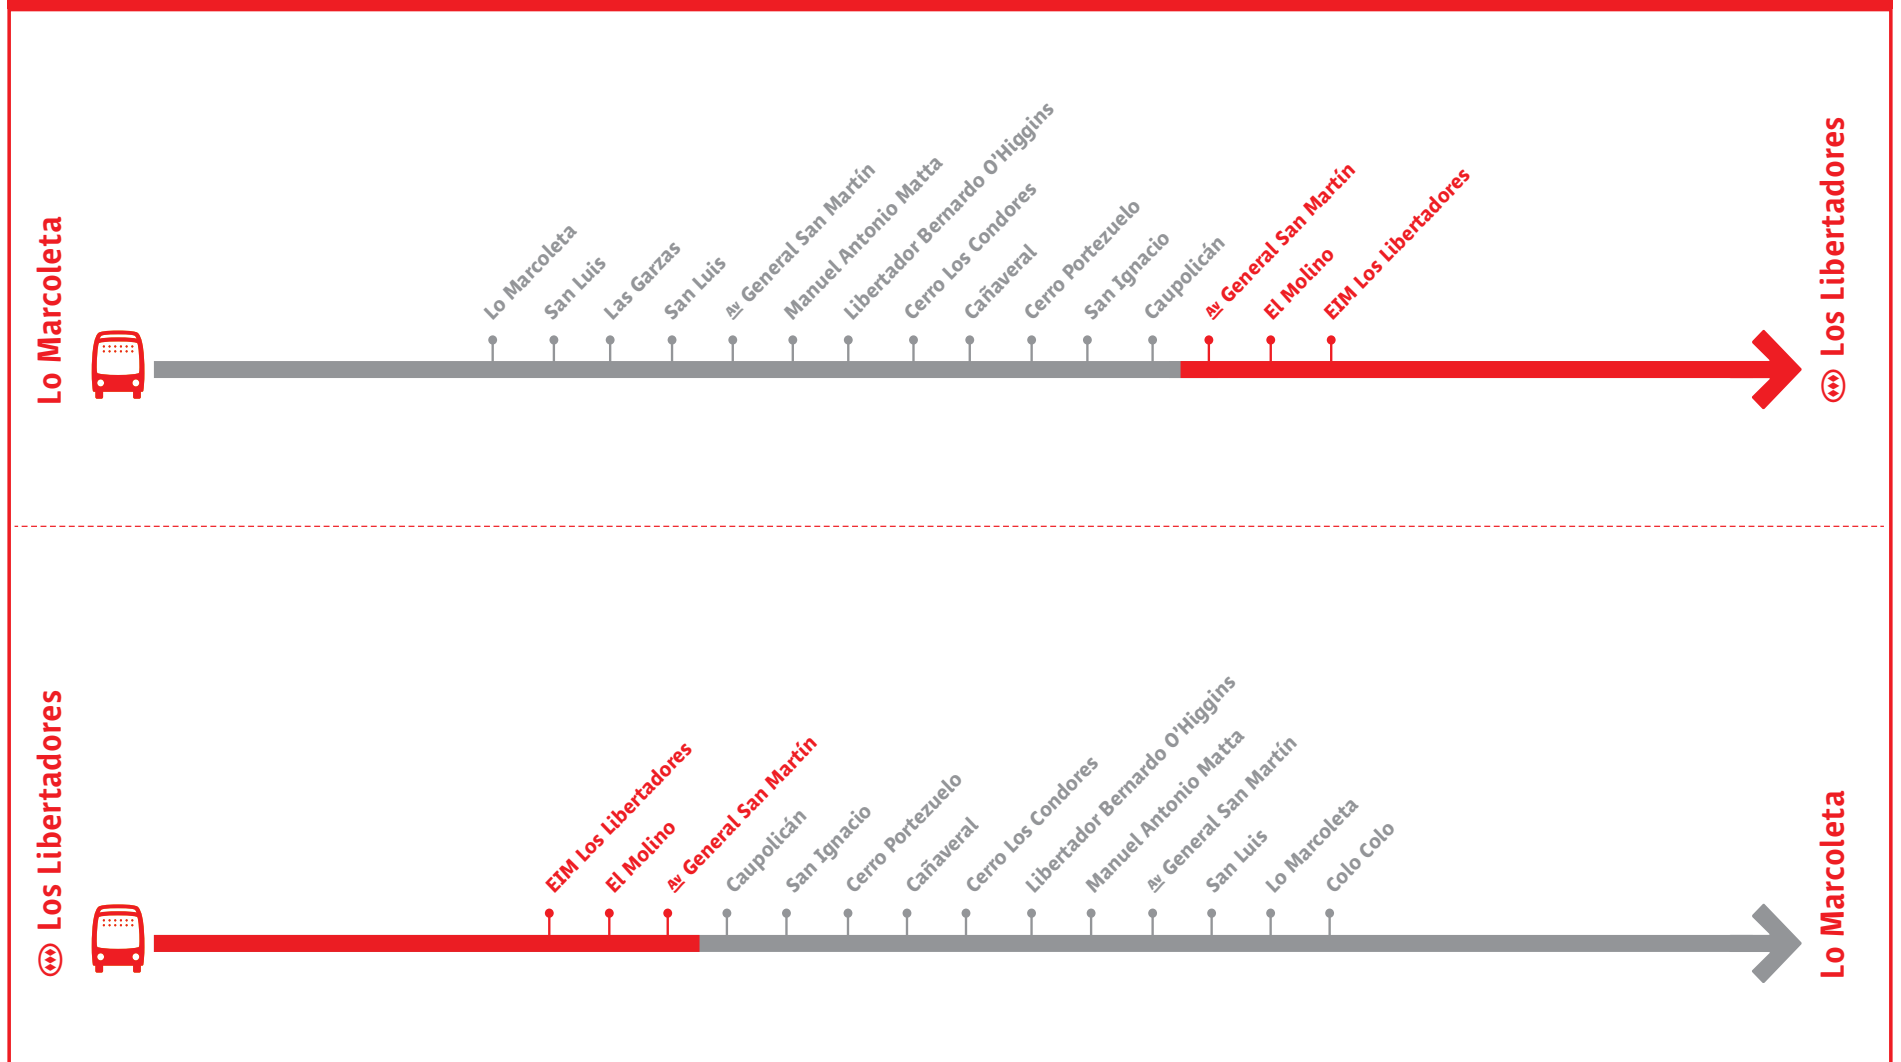 Lo Marcoleta
Lo Marcoleta
San Luis
Las Garzas
San Luis
Av General San Martín
Manuel Antonio Matta
Libertador Bernardo O'Higgins
Cerro Los Condores
Cañaveral
Cerro Portezuelo
San Ignacio
Caupolicán
Av General San Martín
El Molino
EIM Los Libertadores
Los Libertadores
Los Libertadores
EIM Los Libertadores
El Molino
Av General San Martín
Caupolicán
San Ignacio
Cerro Portezuelo
Cañaveral
Cerro Los Condores
Libertador Bernardo O'Higgins
Manuel Antonio Matta
Av General San Martín
San Luis
Lo Marcoleta
Colo Colo
Lo Marcoleta